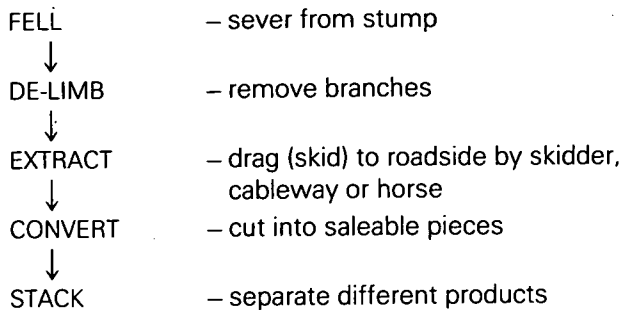 FELL – sever from stump
↓
DE-LIMB – remove branches
↓
EXTRACT – drag (skid) to roadside by skidder,
cableway or horse
↓
CONVERT – cut into saleable pieces
↓
STACK – separate different products